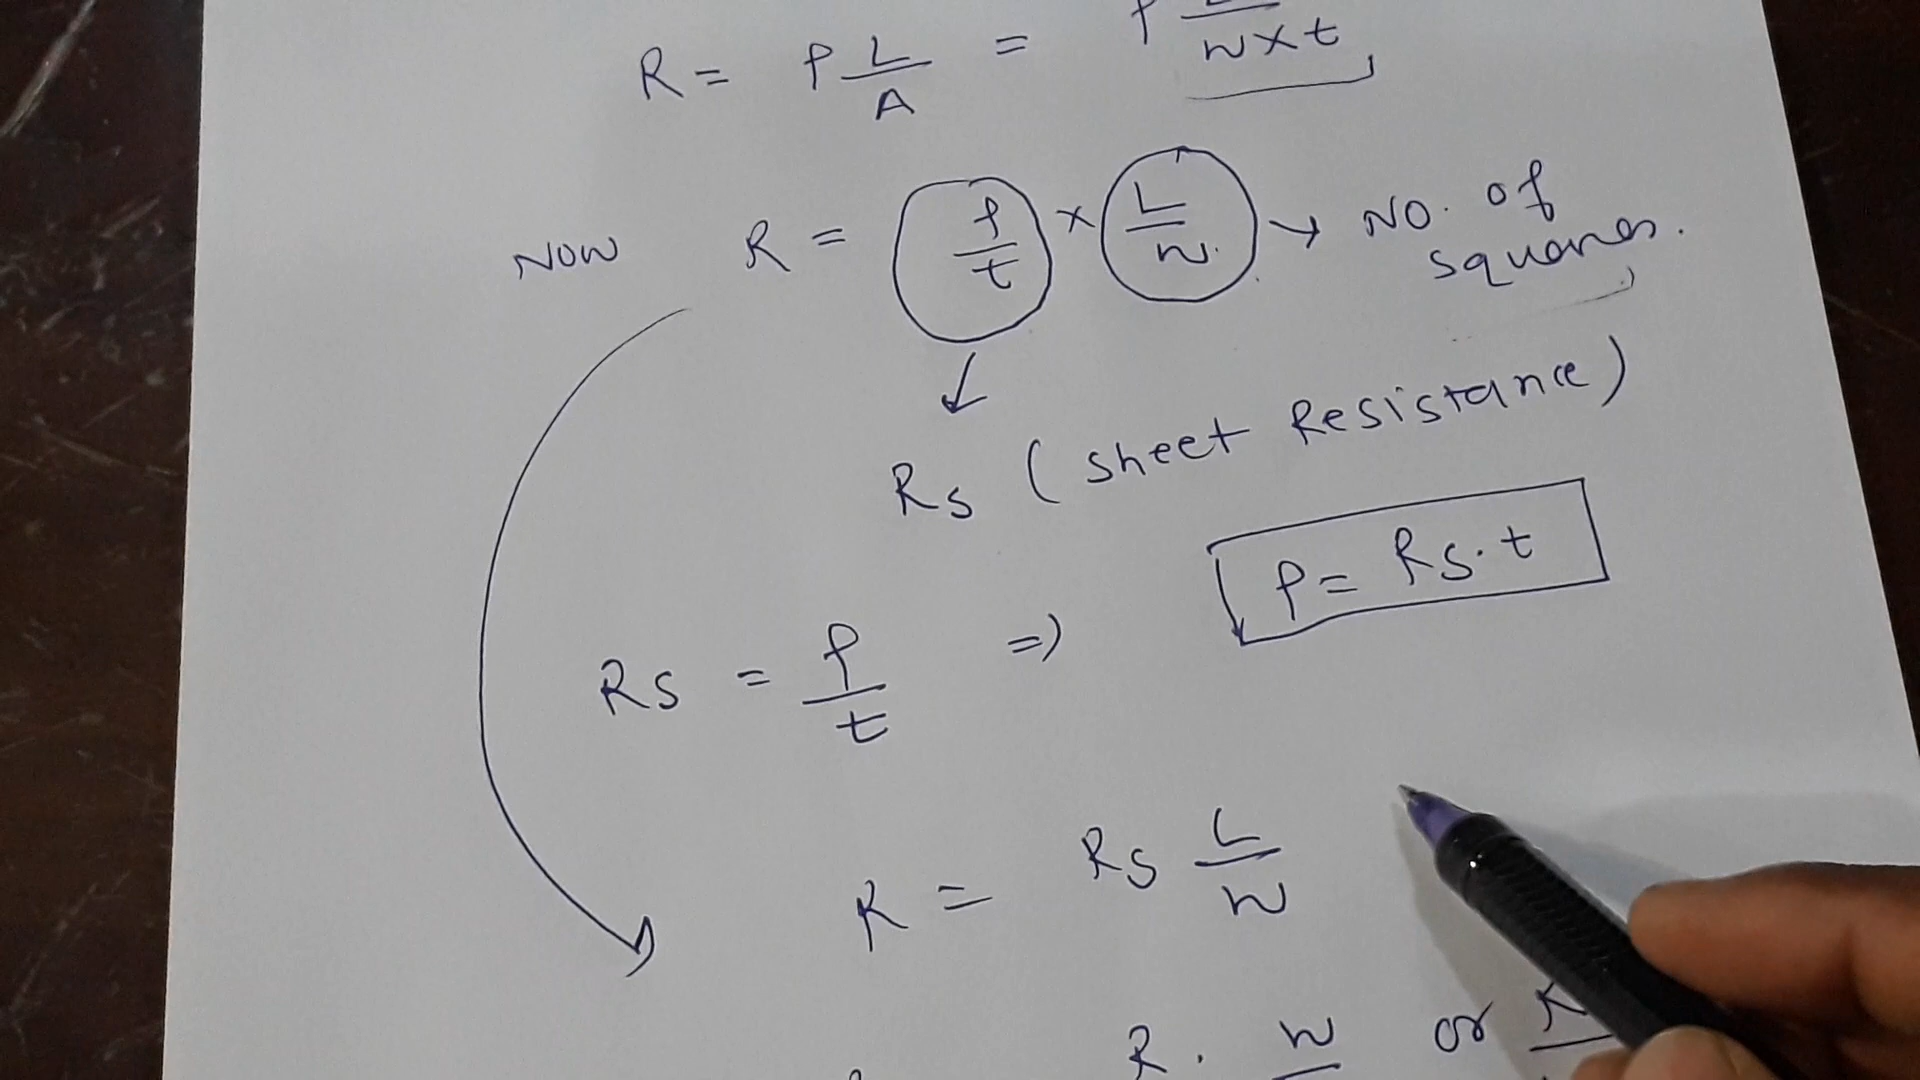 R = ρ L/A = ρ L/w×t
NOW R = ρ/t × L/w → NO. of squares.
↓
Rs (sheet Resistance)
ρ = Rs·t
Rs = ρ/t ⇒
R = Rs L/w
R. w or